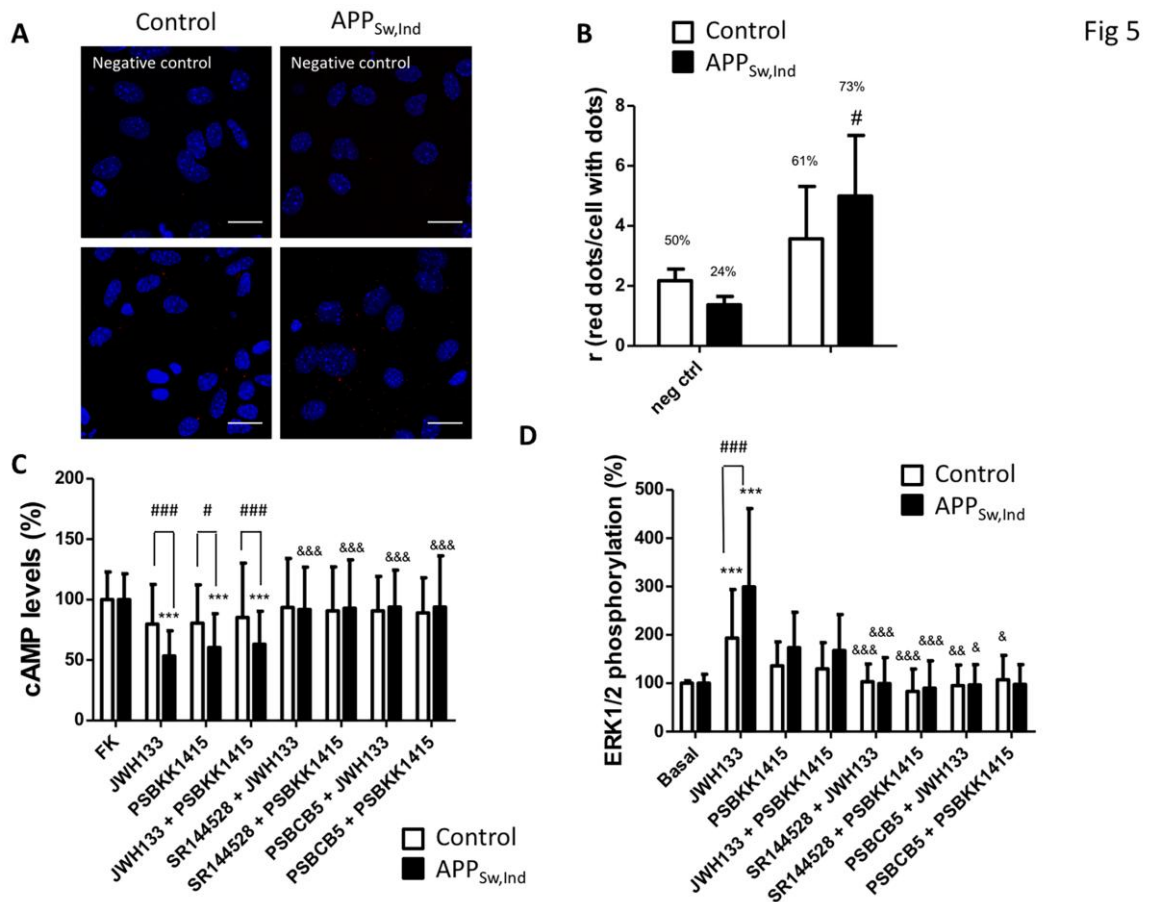 Fig 5
A
Control
APPSw,Ind
Negative control
Negative control
B
Control
APPSw,Ind
r (red dots/cell with dots)
8
6
4
2
0
50%
24%
61%
73%
#
neg ctrl
C
cAMP levels (%)
200
150
100
50
0
###
#
###
***
***
***
&&&
&&&
&&&
&&&
FK
JWH133
PSBKK1415
JWH133 + PSBKK1415
SR144528 + JWH133
SR144528 + PSBKK1415
PSBCB5 + JWH133
PSBCB5 + PSBKK1415
Control
APPSw,Ind
D
ERK1/2 phosphorylation (%)
500
400
300
200
100
0
###
***
***
&&&
&&&
&&&
&&&
&&
&
&
Control
APPSw,Ind
Basal
JWH133
PSBKK1415
JWH133 + PSBKK1415
SR144528 + JWH133
SR144528 + PSBKK1415
PSBCB5 + JWH133
PSBCB5 + PSBKK1415